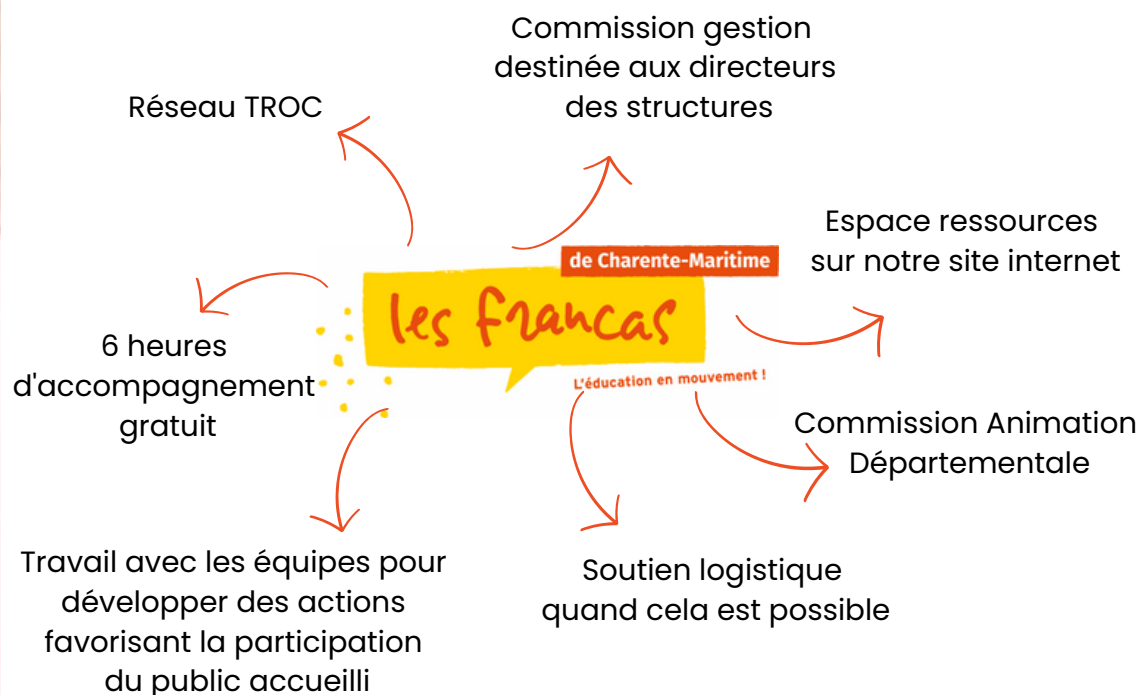 Commission gestion
destinée aux directeurs
des structures
Réseau TROC
Espace ressources
sur notre site internet
de Charente-Maritime
les francas
L'éducation en mouvement !
6 heures
d'accompagnement
gratuit
Commission Animation
Départementale
Travail avec les équipes pour
développer des actions
favorisant la participation
du public accueilli
Soutien logistique
quand cela est possible